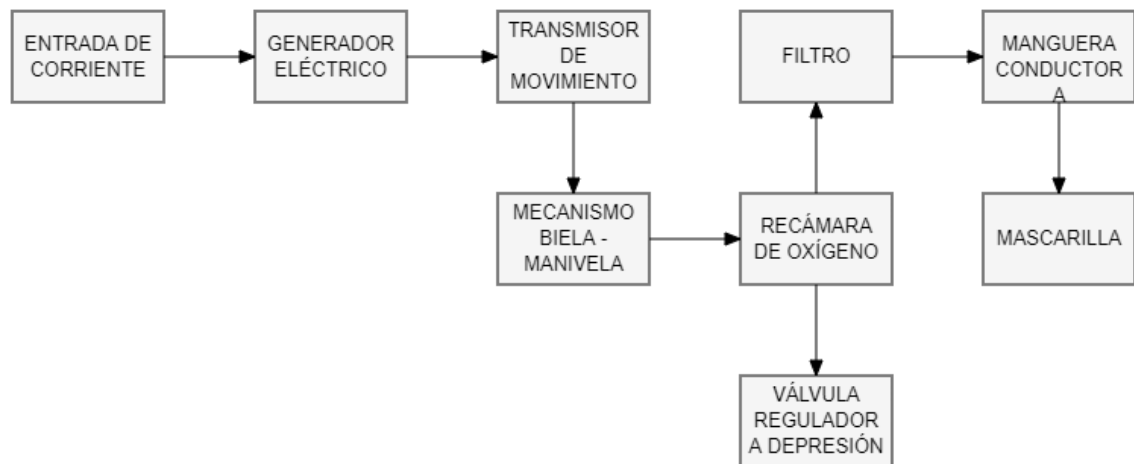 ENTRADA DE
CORRIENTE
GENERADOR
ELÉCTRICO
TRANSMISOR
DE
MOVIMIENTO
FILTRO
MANGUERA
CONDUCTOR
A
MECANISMO
BIELA -
MANIVELA
RECÁMARA
DE OXÍGENO
MASCARILLA
VÁLVULA
REGULADOR
A DEPRESIÓN